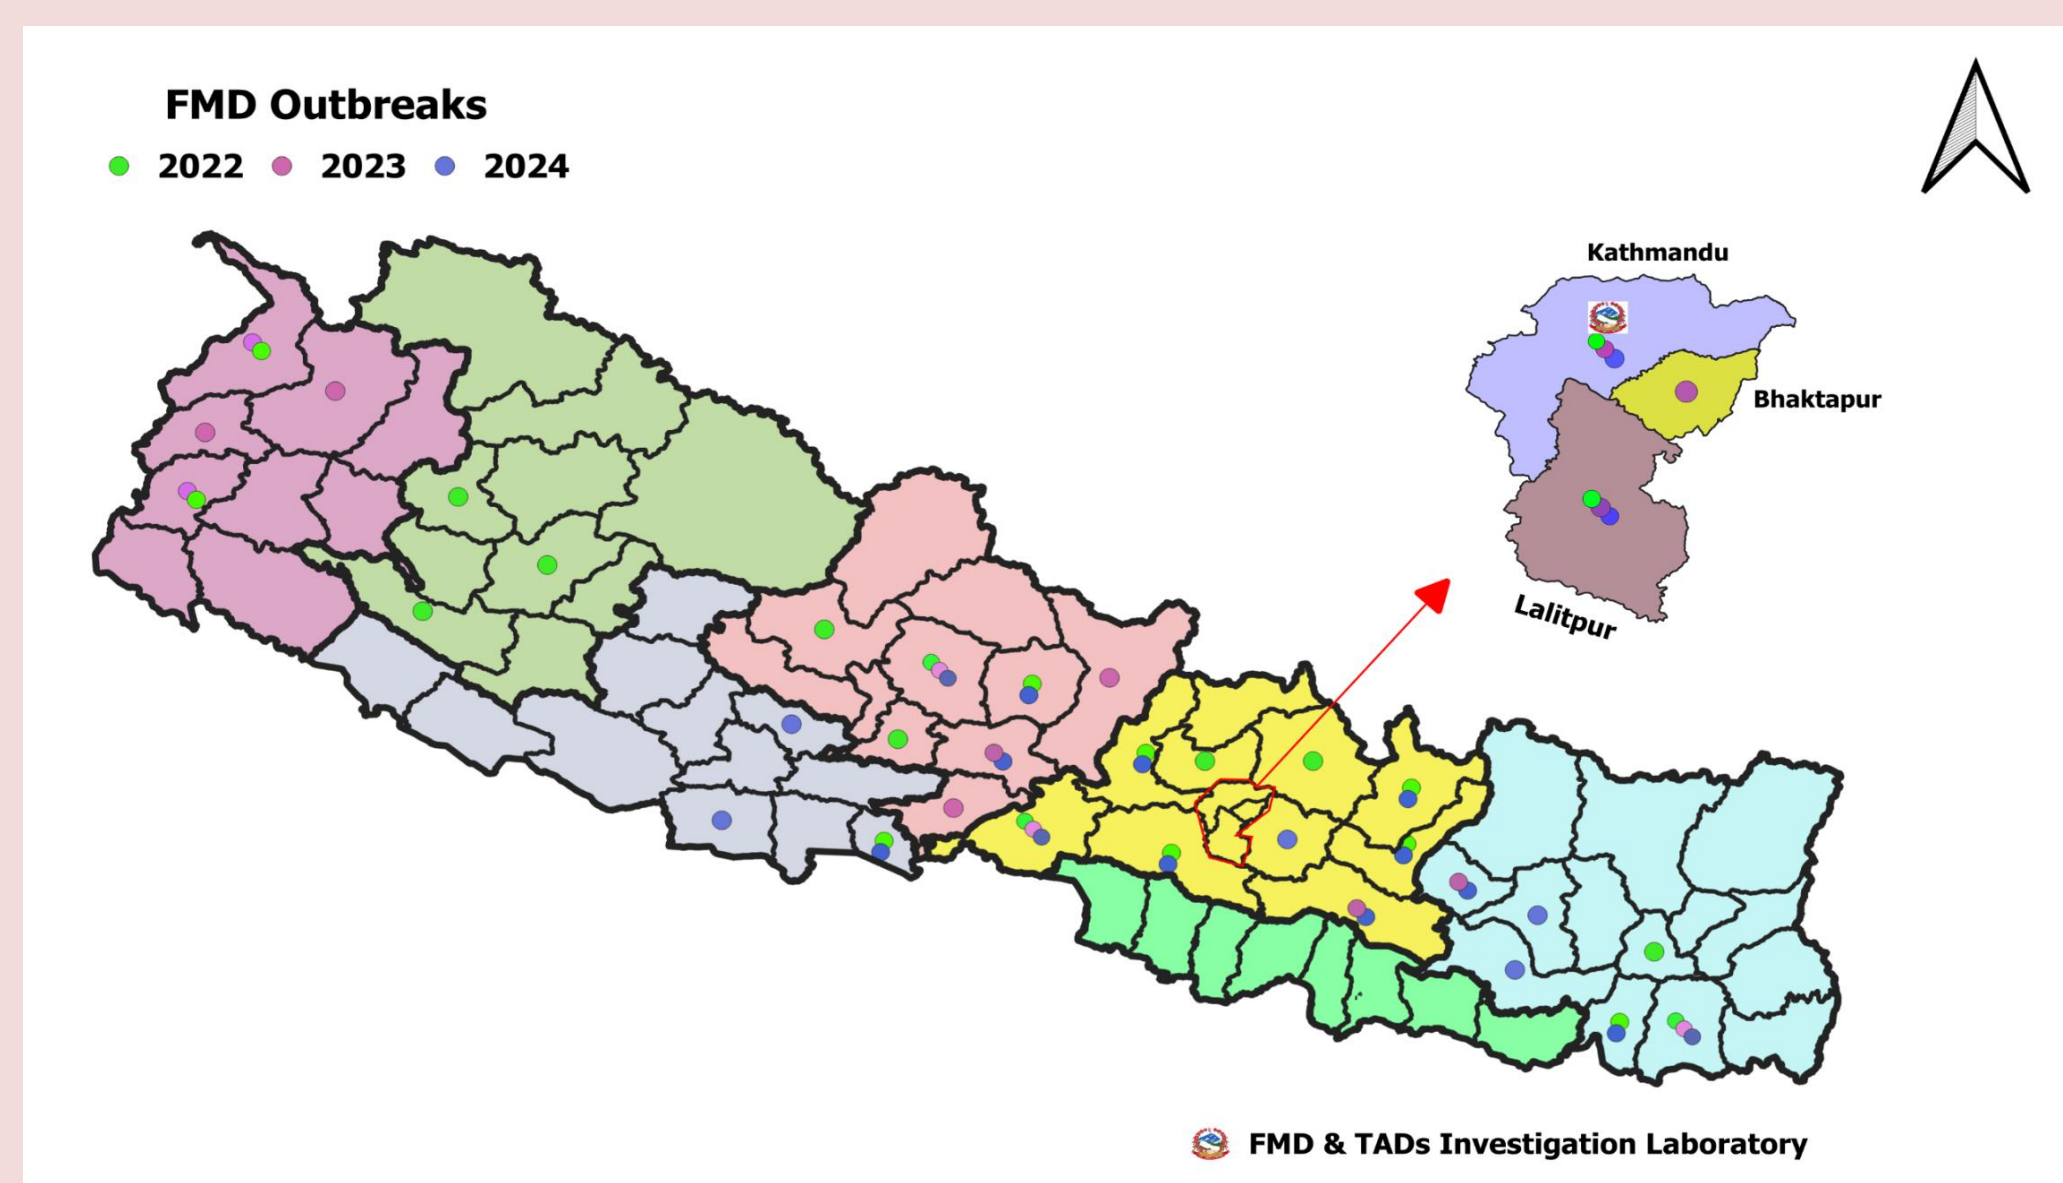 FMD Outbreaks
2022 2023 2024
Kathmandu
Bhaktapur
Lalitpur
FMD & TADs Investigation Laboratory